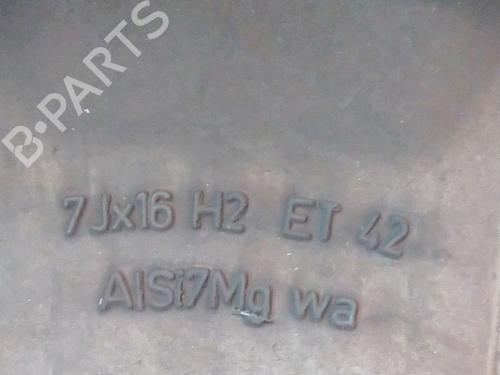 B·PARTS
7Jx16 H2 ET 42
AlSi7Mg wa